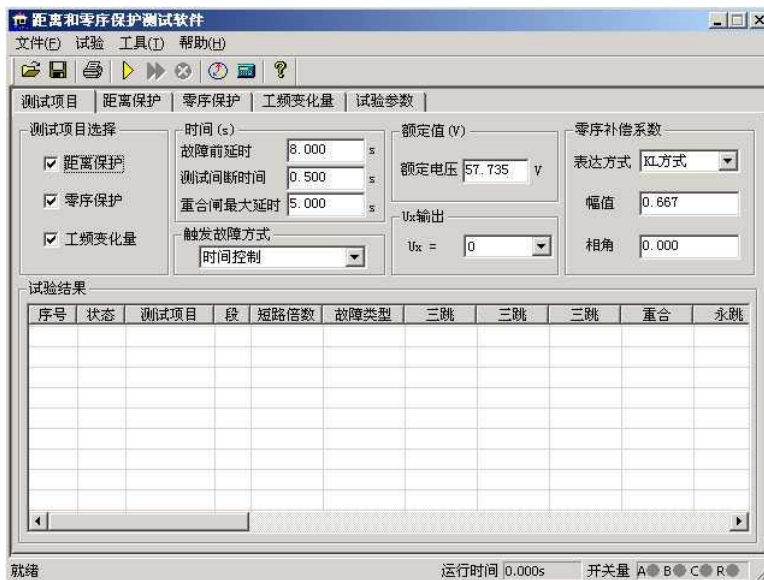 距离和零序保护测试软件
文件(F) 试验 工具(T) 帮助(H)
测试项目 距离保护 零序保护 工频变化量 试验参数
测试项目选择
距离保护
零序保护
工频变化量
时间(s)
故障前延时 8.000 s
测试间断时间 0.500 s
重合闸最大延时 5.000 s
触发故障方式
时间控制
额定值(V)
额定电压 57.735 V
Ux输出
Ux = 0
零序补偿系数
表达方式 KL方式
幅值 0.667
相角 0.000
试验结果
序号 状态 测试项目 段 短路倍数 故障类型 三跳 三跳 三跳 重合 永跳
就绪 运行时间 0.000s 开关量 A B C R